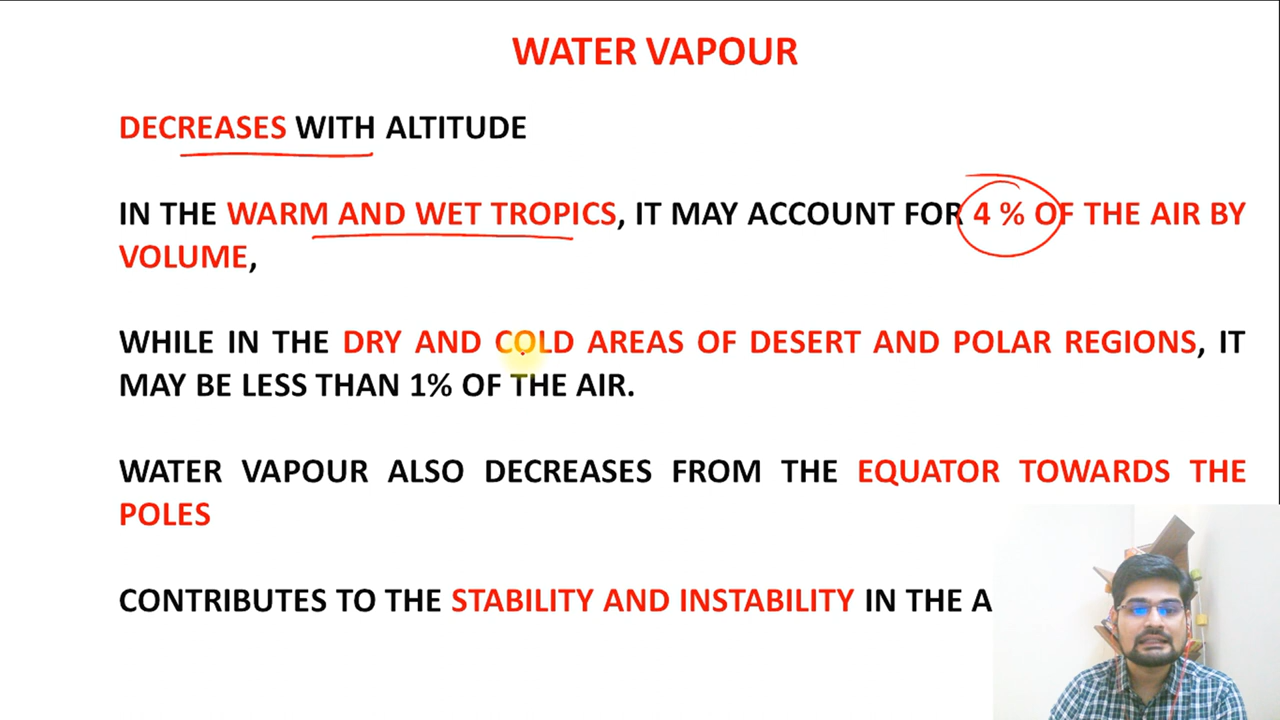 WATER VAPOUR
DECREASES WITH ALTITUDE
IN THE WARM AND WET TROPICS, IT MAY ACCOUNT FOR 4 % OF THE AIR BY
VOLUME,
WHILE IN THE DRY AND COLD AREAS OF DESERT AND POLAR REGIONS, IT
MAY BE LESS THAN 1% OF THE AIR.
WATER VAPOUR ALSO DECREASES FROM THE EQUATOR TOWARDS THE
POLES
CONTRIBUTES TO THE STABILITY AND INSTABILITY IN THE A